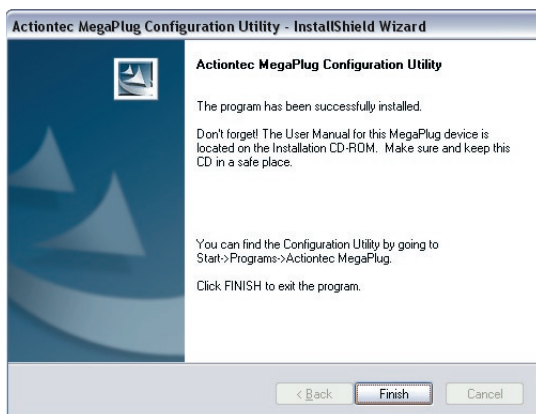 Actiontec MegaPlug Configuration Utility - InstallShield Wizard
Actiontec MegaPlug Configuration Utility
The program has been successfully installed.
Don't forget! The User Manual for this MegaPlug device is
located on the Installation CD-ROM. Make sure and keep this
CD in a safe place.
You can find the Configuration Utility by going to
Start->Programs->Actiontec MegaPlug.
Click FINISH to exit the program.
< Back Finish Cancel